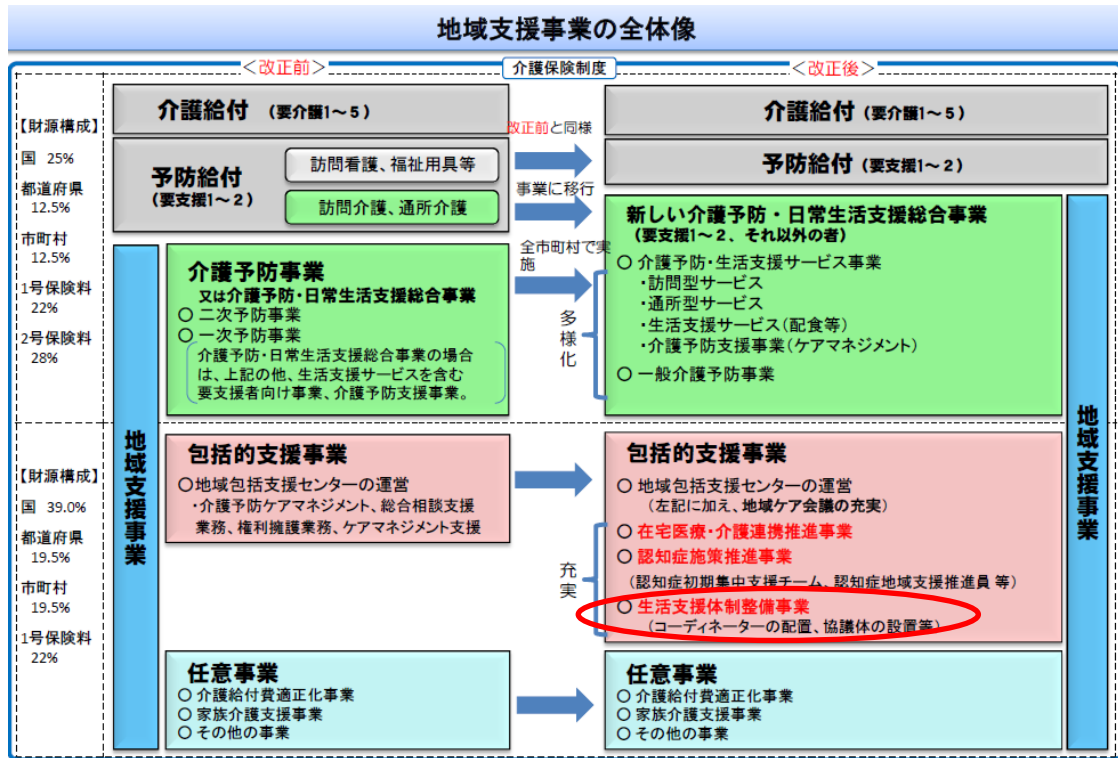 地域支援事業の全体像
＜改正前＞
介護保険制度
＜改正後＞
【財源構成】
国 25%
都道府県
12.5%
市町村
12.5%
1号保険料
22%
2号保険料
28%
介護給付 （要介護1～5）
予防給付
（要支援1～2）
訪問看護、福祉用具等
訪問介護、通所介護
改正前と同様
事業に移行
全市町村で実
施
多
様
化
介護給付（要介護1～5）
予防給付（要支援1～2）
介護予防事業
又は介護予防・日常生活支援総合事業
○ 二次予防事業
○ 一次予防事業
介護予防・日常生活支援総合事業の場合
は、上記の他、生活支援サービスを含む
要支援者向け事業、介護予防支援事業。
新しい介護予防・日常生活支援総合事業
（要支援1～2、それ以外の者）
○ 介護予防・生活支援サービス事業
・訪問型サービス
・通所型サービス
・生活支援サービス（配食等）
・介護予防支援事業（ケアマネジメント）
○ 一般介護予防事業
【財源構成】
国 39.0%
都道府県
19.5%
市町村
19.5%
1号保険料
22%
地域支援事業
包括的支援事業
○地域包括支援センターの運営
・介護予防ケアマネジメント、総合相談支援
業務、権利擁護業務、ケアマネジメント支援
充
実
包括的支援事業
○ 地域包括支援センターの運営
（左記に加え、地域ケア会議の充実）
○ 在宅医療・介護連携推進事業
○ 認知症施策推進事業
（認知症初期集中支援チーム、認知症地域支援推進員 等）
○ 生活支援体制整備事業
（コーディネーターの配置、協議体の設置等）
地域支援事業
任意事業
○ 介護給付費適正化事業
○ 家族介護支援事業
○ その他の事業
任意事業
○ 介護給付費適正化事業
○ 家族介護支援事業
○ その他の事業